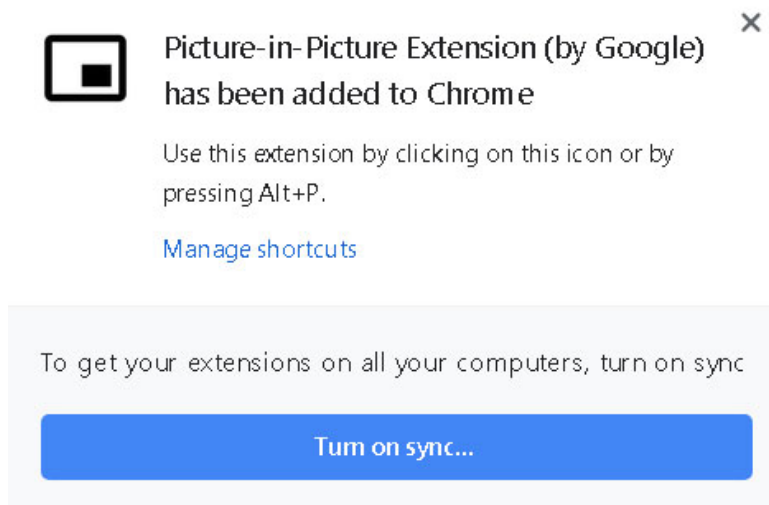 Picture-in-Picture Extension (by Google)
has been added to Chrome
Use this extension by clicking on this icon or by
pressing Alt+P.
Manage shortcuts
To get your extensions on all your computers, turn on sync
Turn on sync...